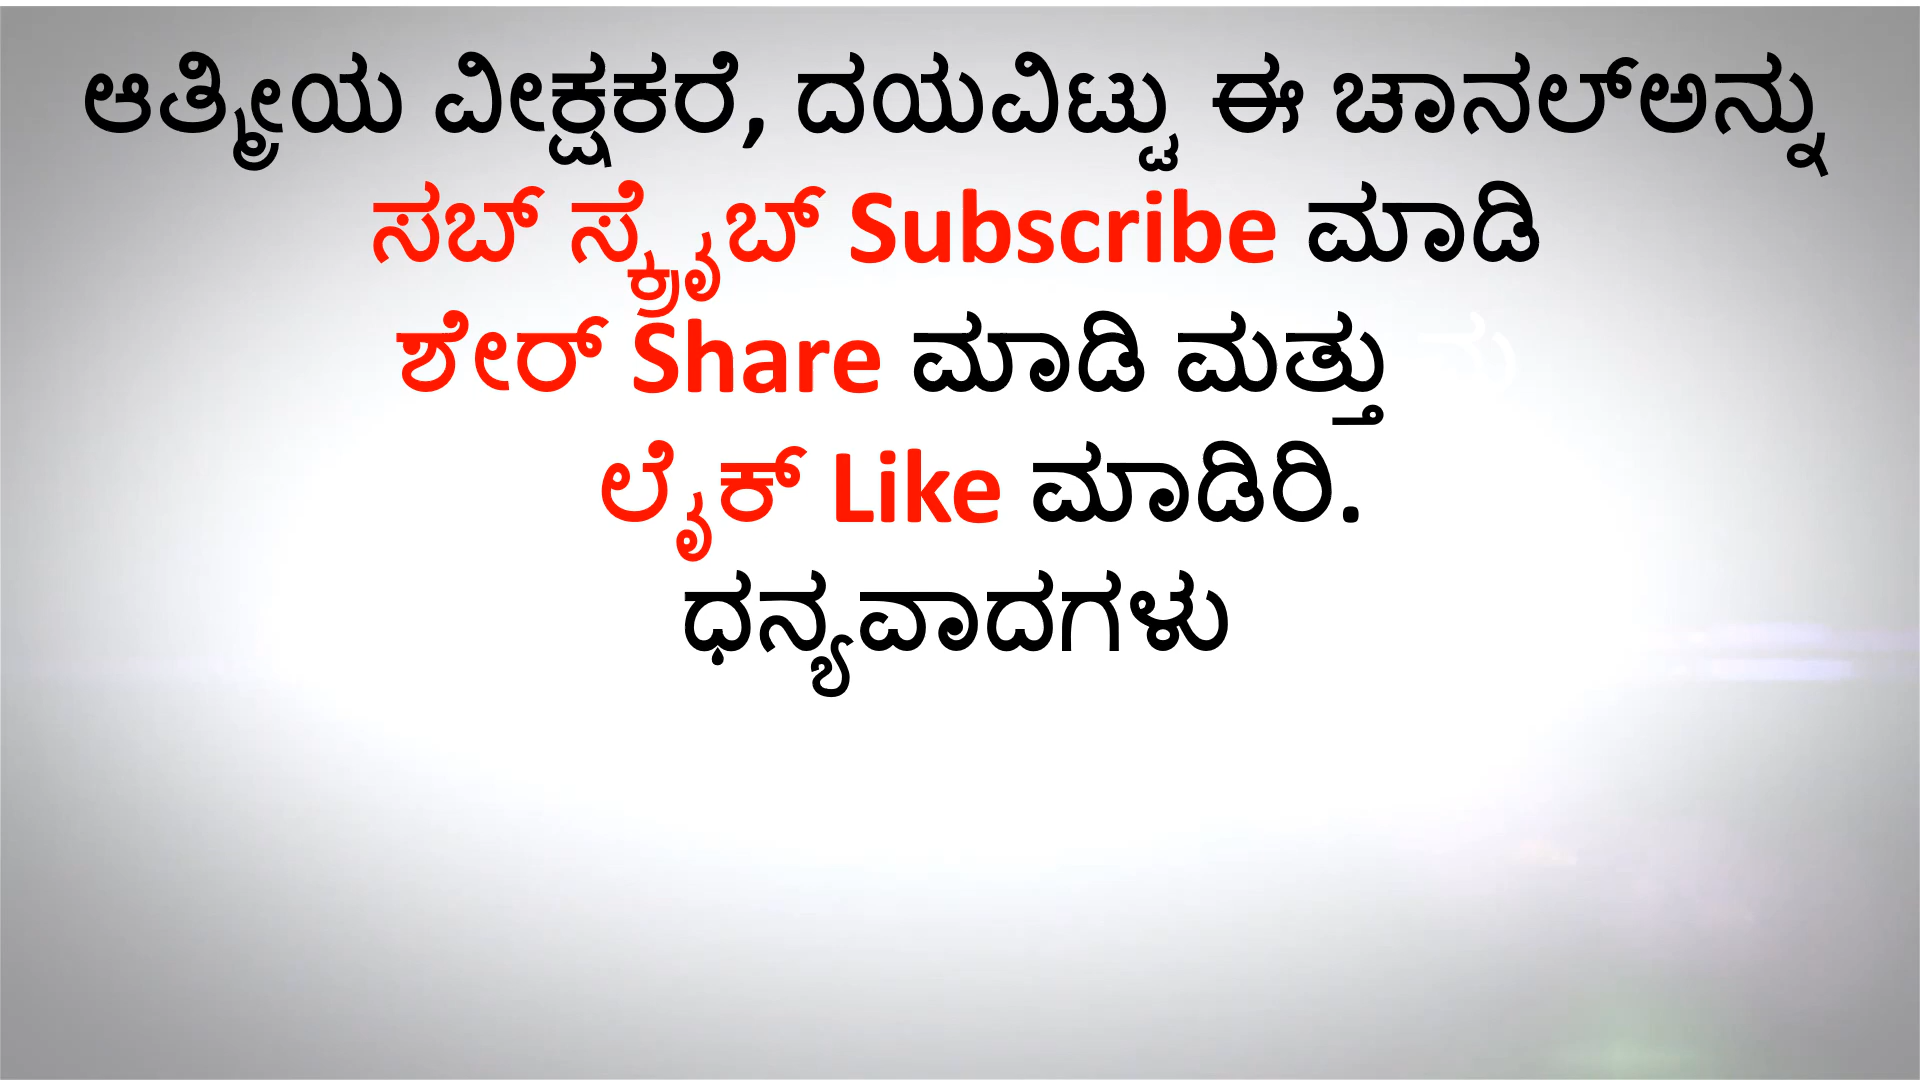 ಆತ್ಮೀಯ ವೀಕ್ಷಕರೆ, ದಯವಿಟ್ಟು ಈ ಚಾನಲ್‌ಅನ್ನು
ಸಬ್ ಸ್ಕ್ರೈಬ್ Subscribe ಮಾಡಿ
ಶೇರ್ Share ಮಾಡಿ ಮತ್ತು
ಲೈಕ್ Like ಮಾಡಿರಿ.
ಧನ್ಯವಾದಗಳು